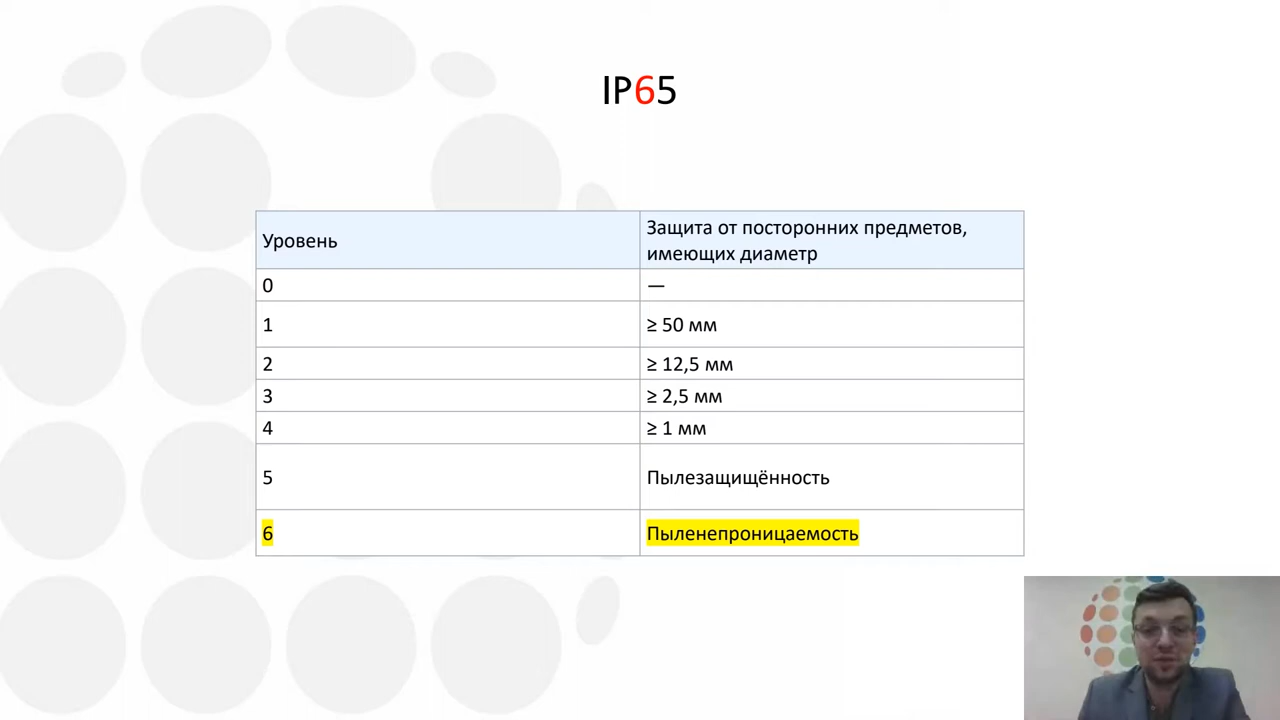 IP65
Уровень
Защита от посторонних предметов,
имеющих диаметр
0
—
1
≥ 50 мм
2
≥ 12,5 мм
3
≥ 2,5 мм
4
≥ 1 мм
5
Пылезащищённость
6
Пыленепроницаемость